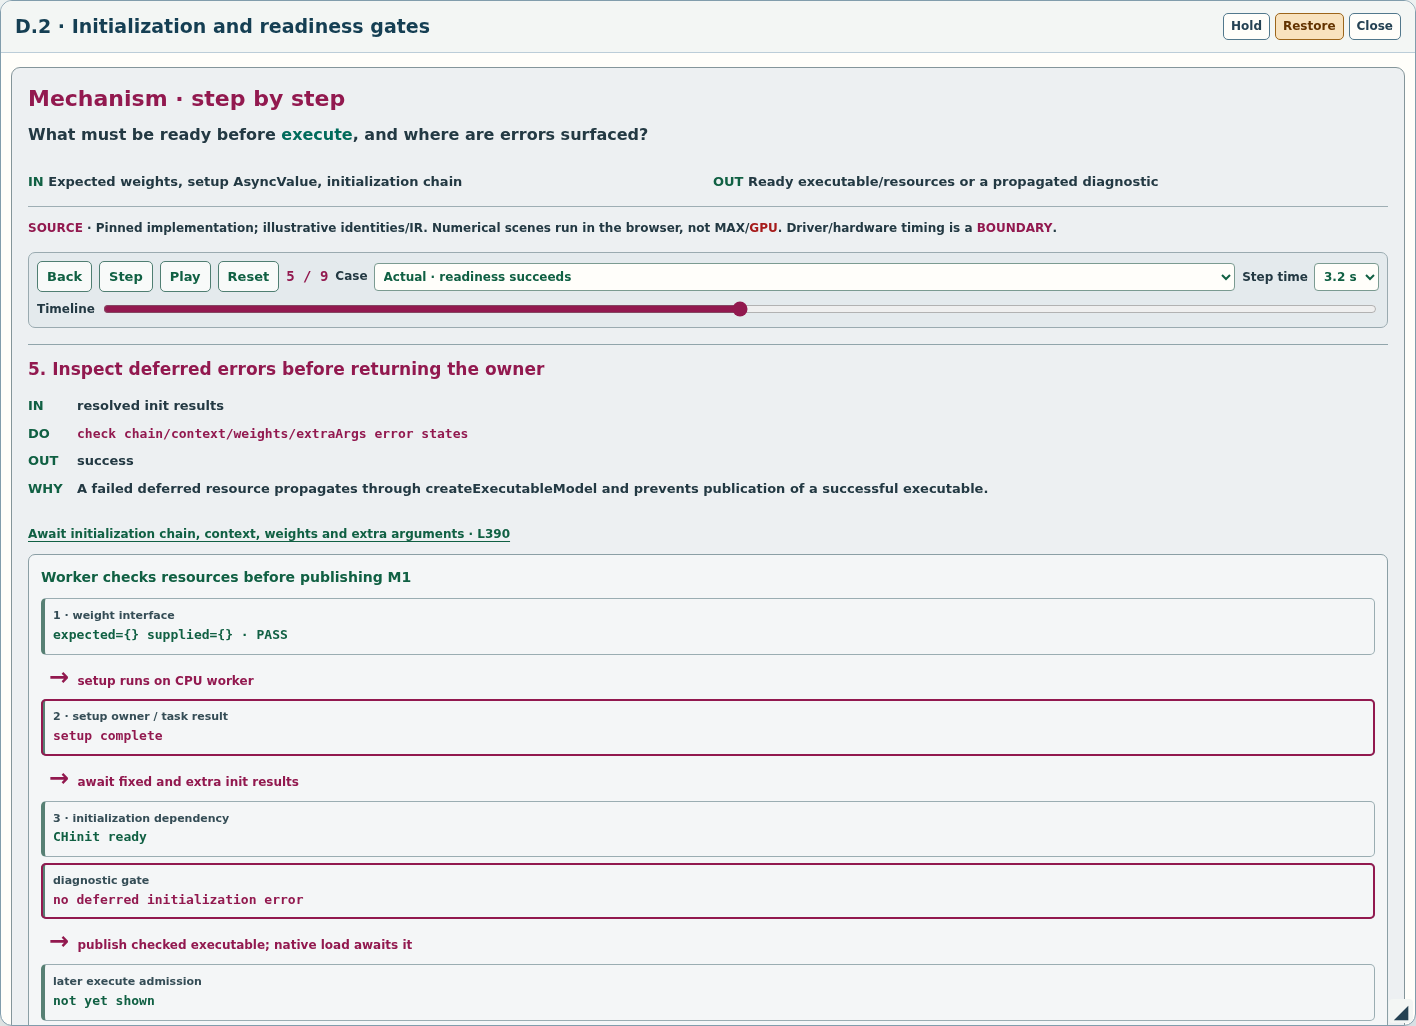 D.2 · Initialization and readiness gates
Hold Restore Close
Mechanism · step by step
What must be ready before execute, and where are errors surfaced?
IN Expected weights, setup AsyncValue, initialization chain
OUT Ready executable/resources or a propagated diagnostic
SOURCE · Pinned implementation; illustrative identities/IR. Numerical scenes run in the browser, not MAX/GPU. Driver/hardware timing is a BOUNDARY.
Back Step Play Reset 5 / 9 Case Actual · readiness succeeds Step time 3.2 s
Timeline
5. Inspect deferred errors before returning the owner
IN resolved init results
DO check chain/context/weights/extraArgs error states
OUT success
WHY A failed deferred resource propagates through createExecutableModel and prevents publication of a successful executable.
Await initialization chain, context, weights and extra arguments · L390
Worker checks resources before publishing M1
1 · weight interface
expected={} supplied={} · PASS
→ setup runs on CPU worker
2 · setup owner / task result
setup complete
→ await fixed and extra init results
3 · initialization dependency
CHinit ready
diagnostic gate
no deferred initialization error
→ publish checked executable; native load awaits it
later execute admission
not yet shown